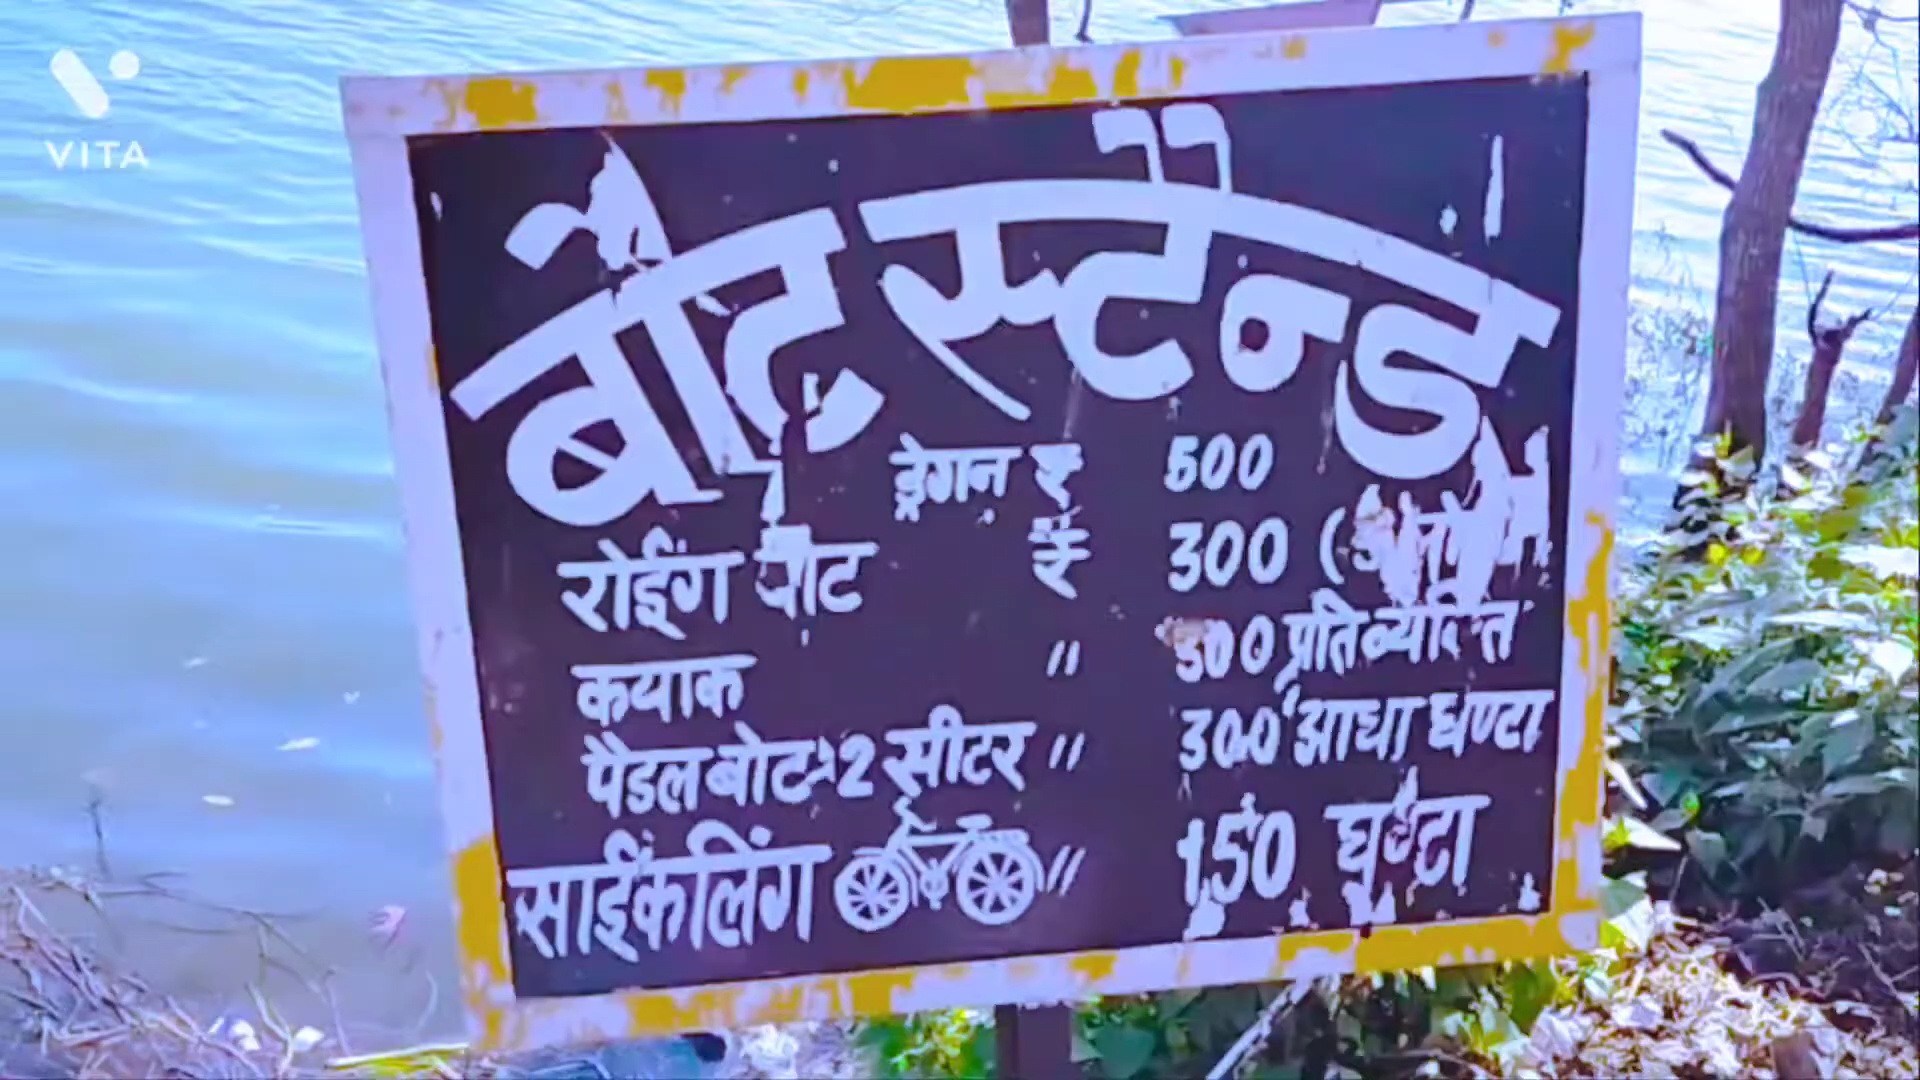 VITA
बोट स्टैन्ड
ड्रेगन ₹ 500
रोईंग बोट ₹ 300
कयाक " 300 प्रति व्यक्ति
पैडल बोट 2 सीटर " 300 आधा घण्टा
साईकलिंग " 150 घण्टा